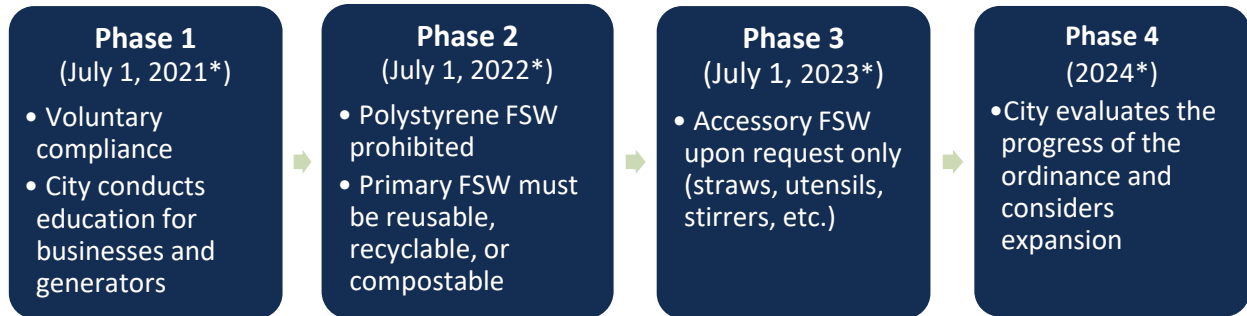 Phase 1
(July 1, 2021*)
• Voluntary
compliance
• City conducts
education for
businesses and
generators
Phase 2
(July 1, 2022*)
• Polystyrene FSW
prohibited
• Primary FSW must
be reusable,
recyclable, or
compostable
Phase 3
(July 1, 2023*)
• Accessory FSW
upon request only
(straws, utensils,
stirrers, etc.)
Phase 4
(2024*)
•City evaluates the
progress of the
ordinance and
considers
expansion